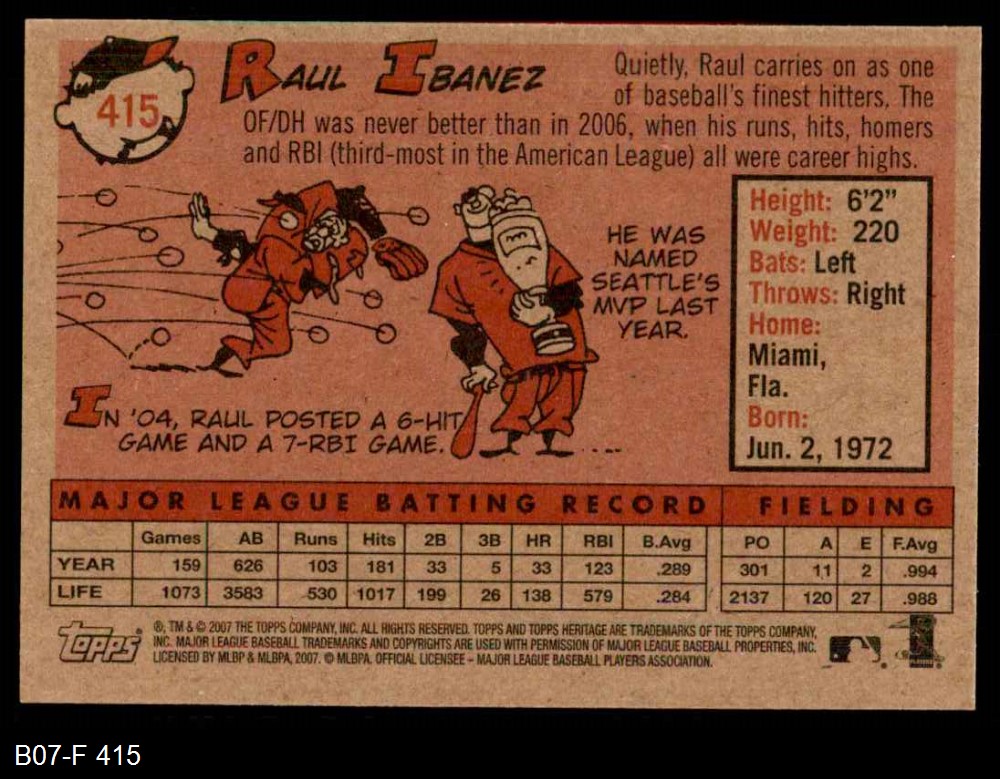 415
RAUL IBANEZ
Quietly, Raul carries on as one
of baseball's finest hitters. The
OF/DH was never better than in 2006, when his runs, hits, homers
and RBI (third-most in the American League) all were career highs.
HE WAS
NAMED
SEATTLE'S
MVP LAST
YEAR.
IN '04, RAUL POSTED A 6-HIT
GAME AND A 7-RBI GAME.
Height: 6'2"
Weight: 220
Bats: Left
Throws: Right
Home:
Miami,
Fla.
Born:
Jun. 2, 1972
MAJOR LEAGUE BATTING RECORD FIELDING
Games AB Runs Hits 2B 3B HR RBI B.Avg PO A E F.Avg
YEAR 159 626 103 181 33 5 33 123 .289 301 11 2 .994
LIFE 1073 3583 530 1017 199 26 138 579 .284 2137 120 27 .988
Topps
®, TM & © 2007 THE TOPPS COMPANY, INC. ALL RIGHTS RESERVED. TOPPS AND TOPPS HERITAGE ARE TRADEMARKS OF THE TOPPS COMPANY,
INC. MAJOR LEAGUE BASEBALL TRADEMARKS AND COPYRIGHTS ARE USED WITH PERMISSION OF MAJOR LEAGUE BASEBALL PROPERTIES, INC.
LICENSED BY MLBP & MLBPA, 2007. © MLBPA. OFFICIAL LICENSEE – MAJOR LEAGUE BASEBALL PLAYERS ASSOCIATION.
B07-F 415